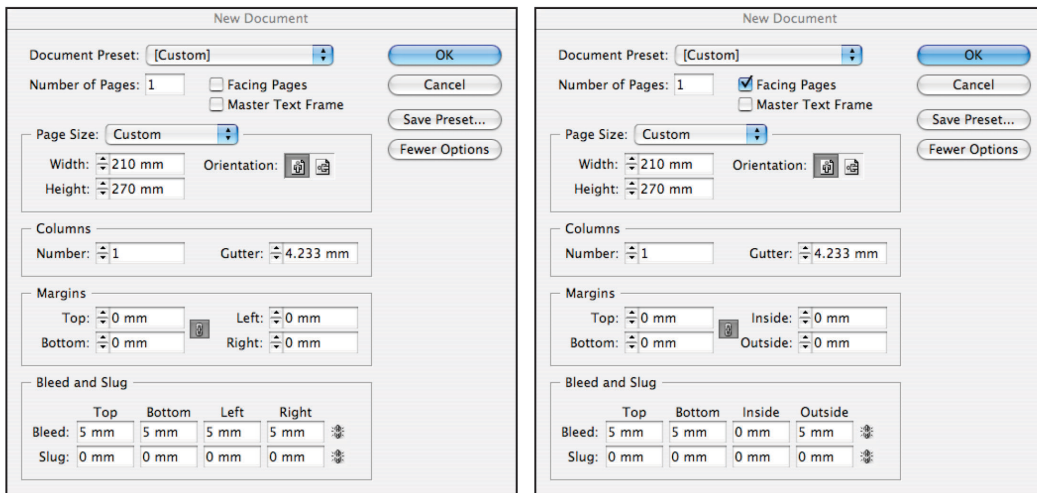 New Document
Document Preset: [Custom] OK
Number of Pages: 1 Facing Pages Cancel
Master Text Frame
Save Preset...
Page Size: Custom
Fewer Options
Width: 210 mm Orientation:
Height: 270 mm
Columns
Number: 1 Gutter: 4.233 mm
Margins
Top: 0 mm Left: 0 mm
Bottom: 0 mm Right: 0 mm
Bleed and Slug
Top Bottom Left Right
Bleed: 5 mm 5 mm 5 mm 5 mm
Slug: 0 mm 0 mm 0 mm 0 mm
New Document
Document Preset: [Custom] OK
Number of Pages: 1 Facing Pages Cancel
Master Text Frame
Save Preset...
Page Size: Custom
Fewer Options
Width: 210 mm Orientation:
Height: 270 mm
Columns
Number: 1 Gutter: 4.233 mm
Margins
Top: 0 mm Inside: 0 mm
Bottom: 0 mm Outside: 0 mm
Bleed and Slug
Top Bottom Inside Outside
Bleed: 5 mm 5 mm 0 mm 5 mm
Slug: 0 mm 0 mm 0 mm 0 mm